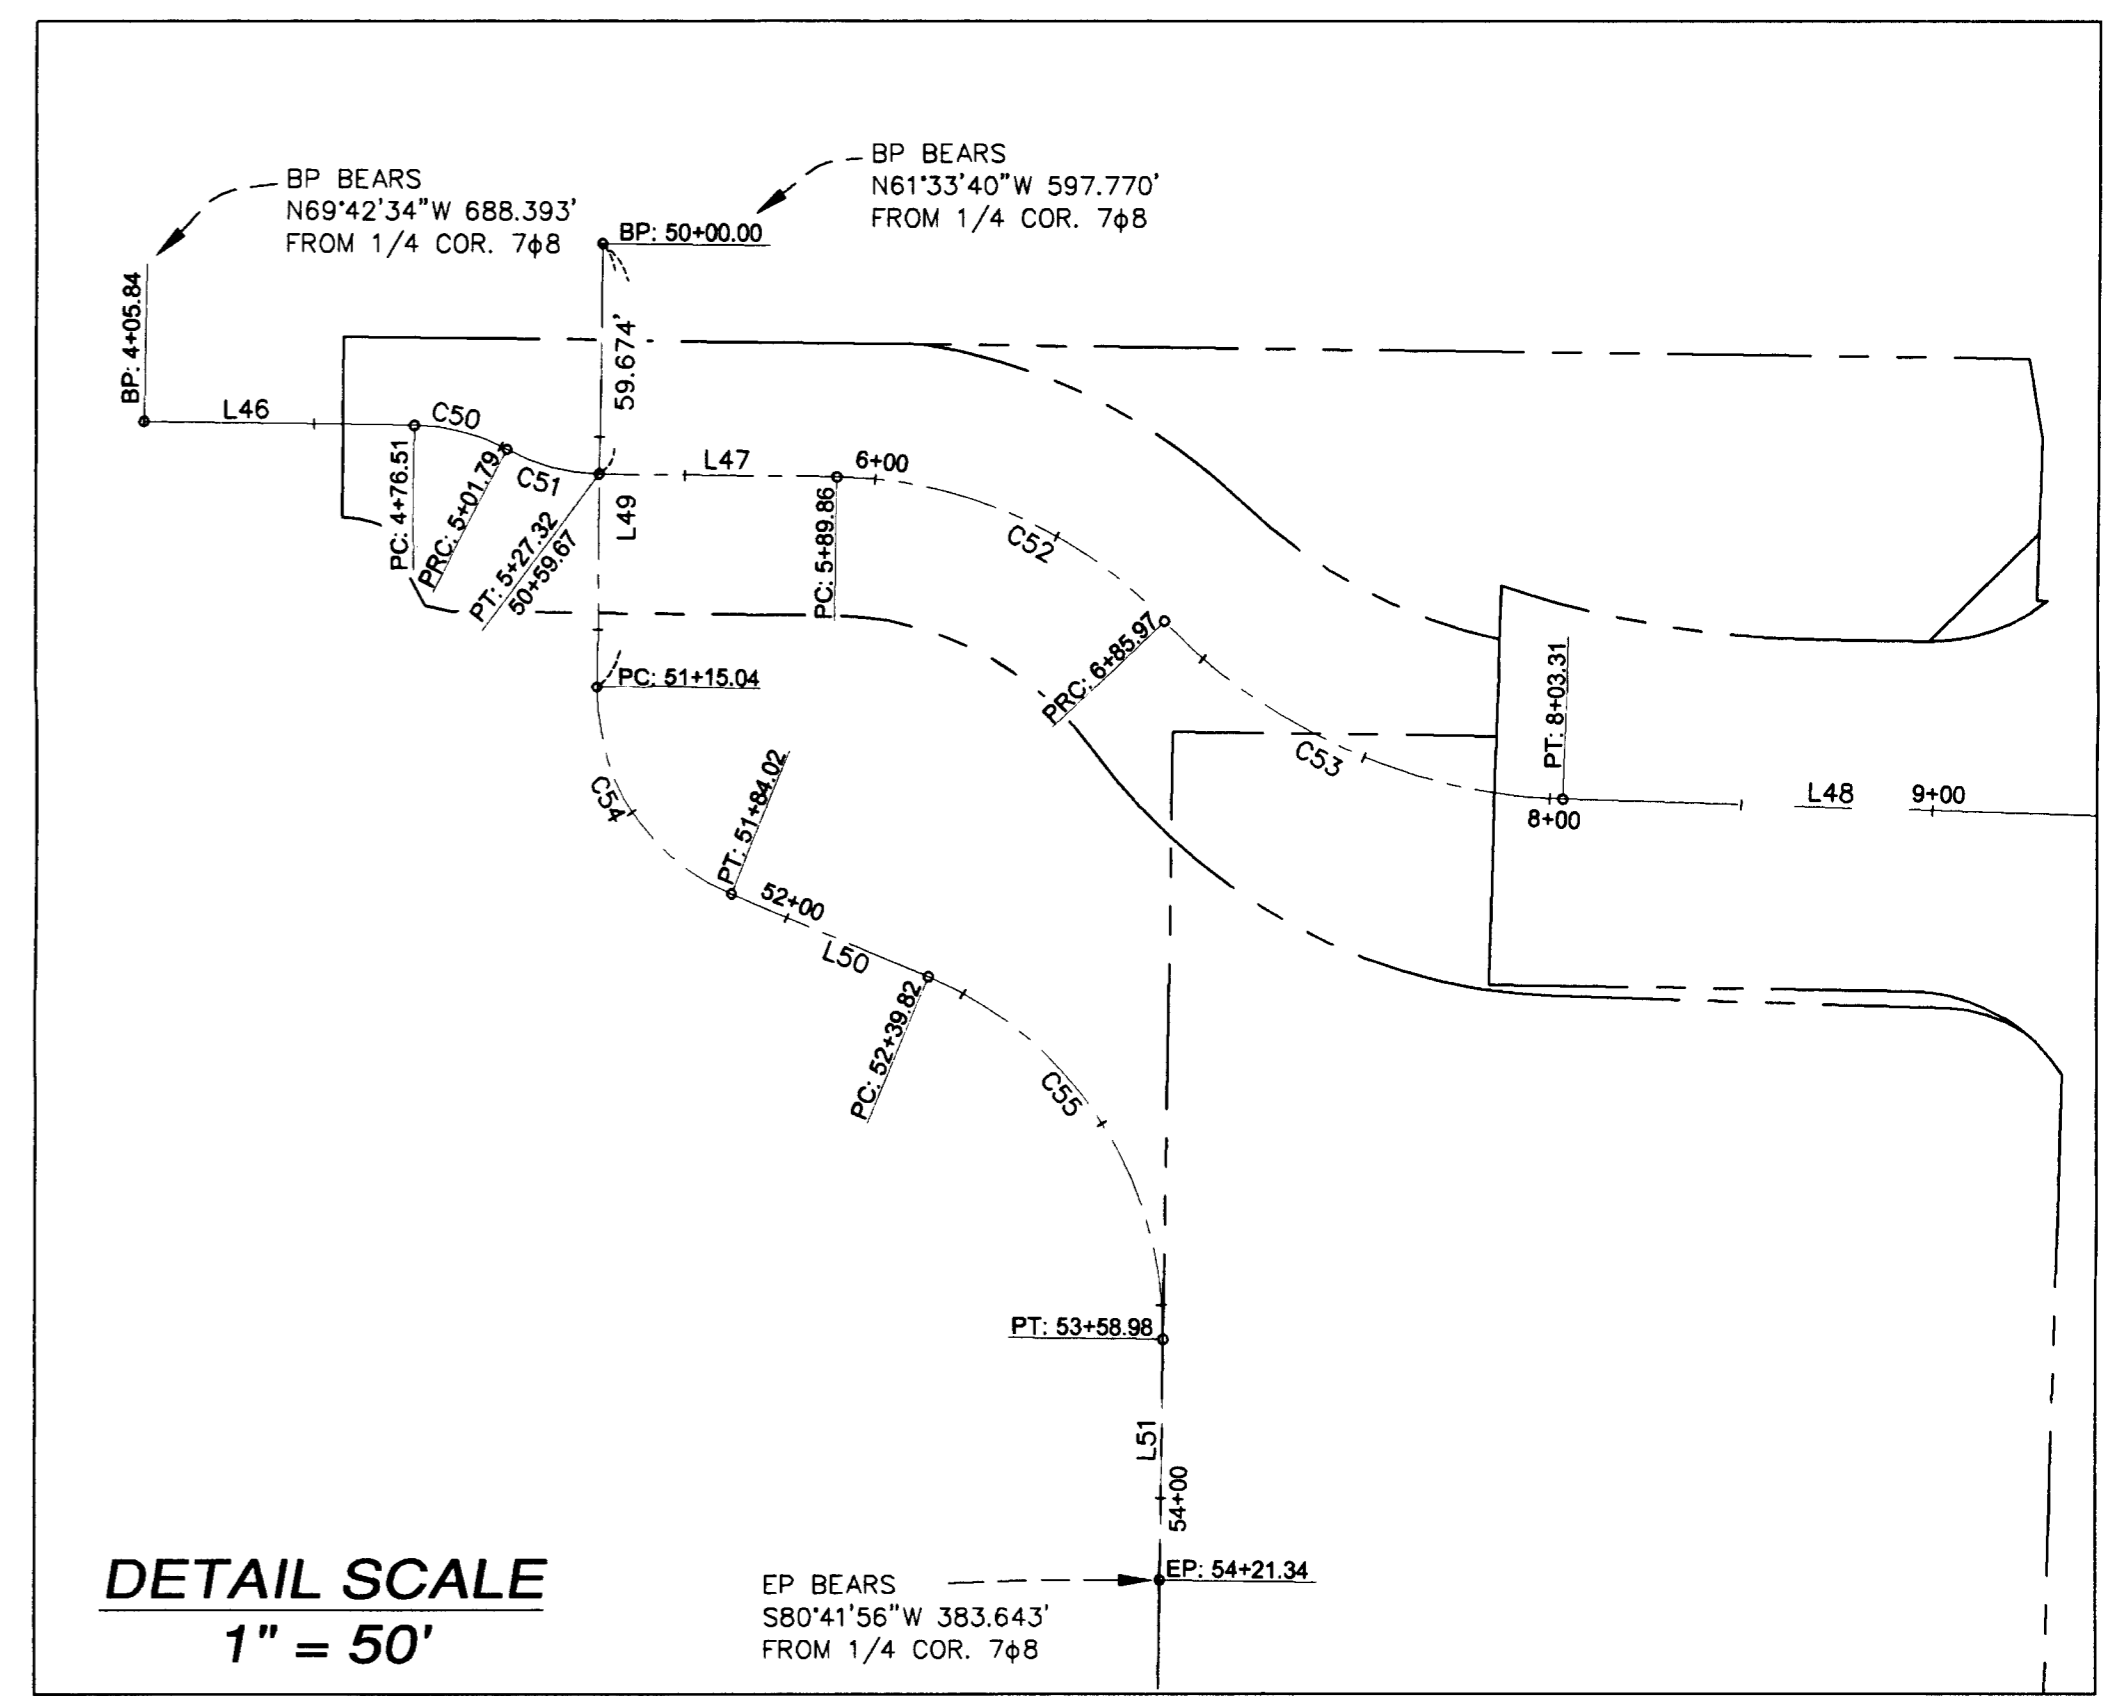 BP BEARS
N69°42'34"W 688.393'
FROM 1/4 COR. 7ϕ8
BP BEARS
N61°33'40"W 597.770'
FROM 1/4 COR. 7ϕ8
BP: 50+00.00
BP: 4+05.84
59.674'
L46
C50
PC: 4+76.51
PRC: 5+01.79
C51
PT: 5+27.32
50+59.67
L49
L47
6+00
PC: 5+89.86
C52
PRC: 6+85.97
PC: 51+15.04
C53
PT: 8+03.31
8+00
L48
9+00
C54
PT: 51+84.02
52+00
L50
PC: 52+39.82
C55
PT: 53+58.98
L51
54+00
EP: 54+21.34
EP BEARS
S80°41'56"W 383.643'
FROM 1/4 COR. 7ϕ8
DETAIL SCALE
1" = 50'